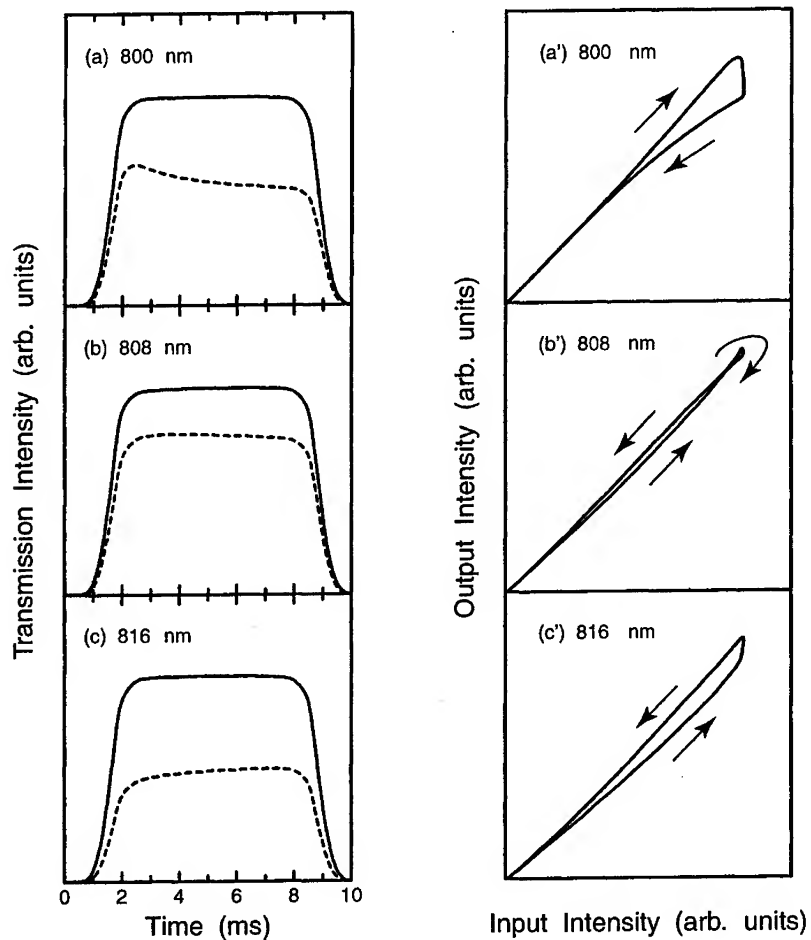 Transmission Intensity (arb. units)
(a) 800 nm
(b) 808 nm
(c) 816 nm
0 2 4 6 8 10
Time (ms)
Output Intensity (arb. units)
(a') 800 nm
(b') 808 nm
(c') 816 nm
Input Intensity (arb. units)